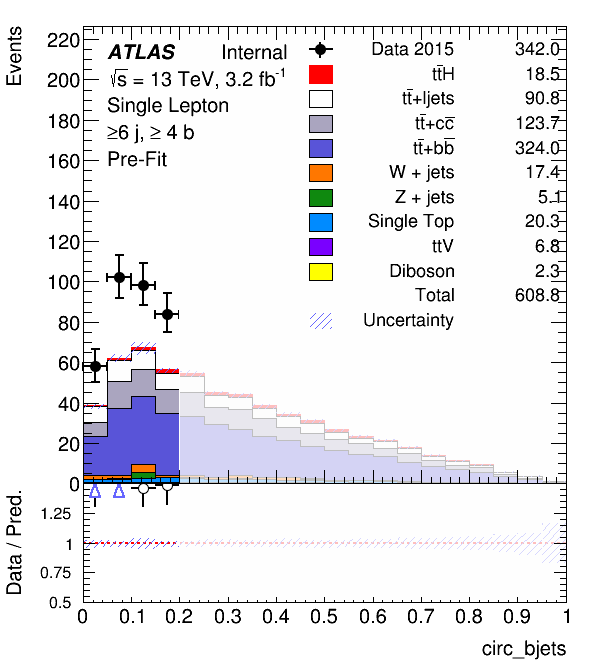 Events
220
200
180
160
140
120
100
80
60
40
20
0
ATLAS Internal
√s = 13 TeV, 3.2 fb⁻¹
Single Lepton
≥6 j, ≥ 4 b
Pre-Fit
Data 2015 342.0
tt̄H 18.5
tt̄+ljets 90.8
tt̄+cc̄ 123.7
tt̄+bb̄ 324.0
W + jets 17.4
Z + jets 5.1
Single Top 20.3
ttV 6.8
Diboson 2.3
Total 608.8
Uncertainty
Data / Pred.
1.25
1
0.75
0.5
0 0.1 0.2 0.3 0.4 0.5 0.6 0.7 0.8 0.9 1
circ_bjets